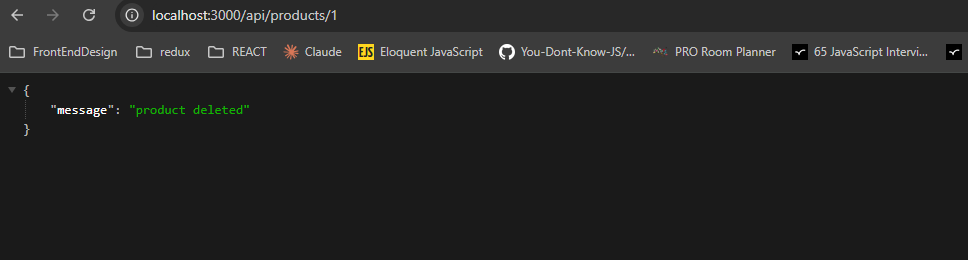 localhost:3000/api/products/1
FrontEndDesign redux REACT Claude EJS Eloquent JavaScript You-Dont-Know-JS/... PRO Room Planner 65 JavaScript Intervi...
{
"message": "product deleted"
}